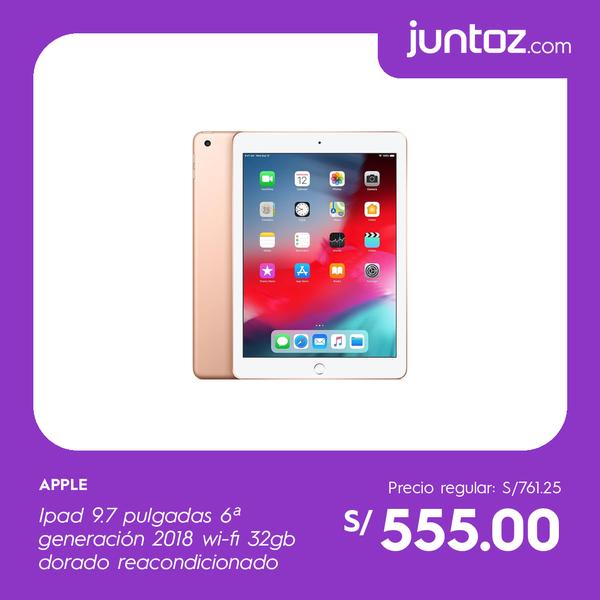 juntoz.com
12
APPLE
Ipad 9.7 pulgadas 6ª
generación 2018 wi-fi 32gb
dorado reacondicionado
Precio regular: S/761.25
S/ 555.00